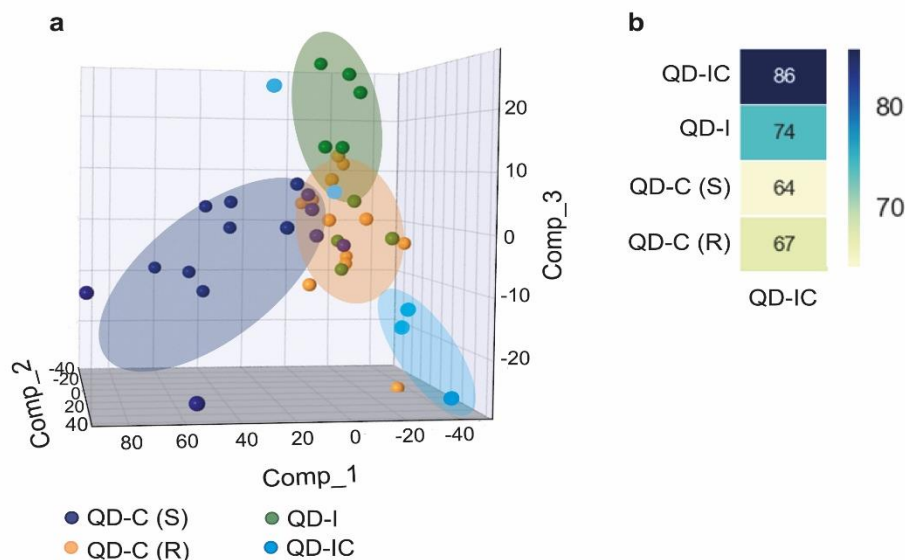 a
Comp_2
-40
-20
0
20
40
80 60 40 20 0 -20 -40
Comp_1
20
10
0
-10
-20
Comp_3
QD-C (S) QD-I
QD-C (R) QD-IC
b
QD-IC 86
QD-I 74
QD-C (S) 64
QD-C (R) 67
QD-IC
80
70